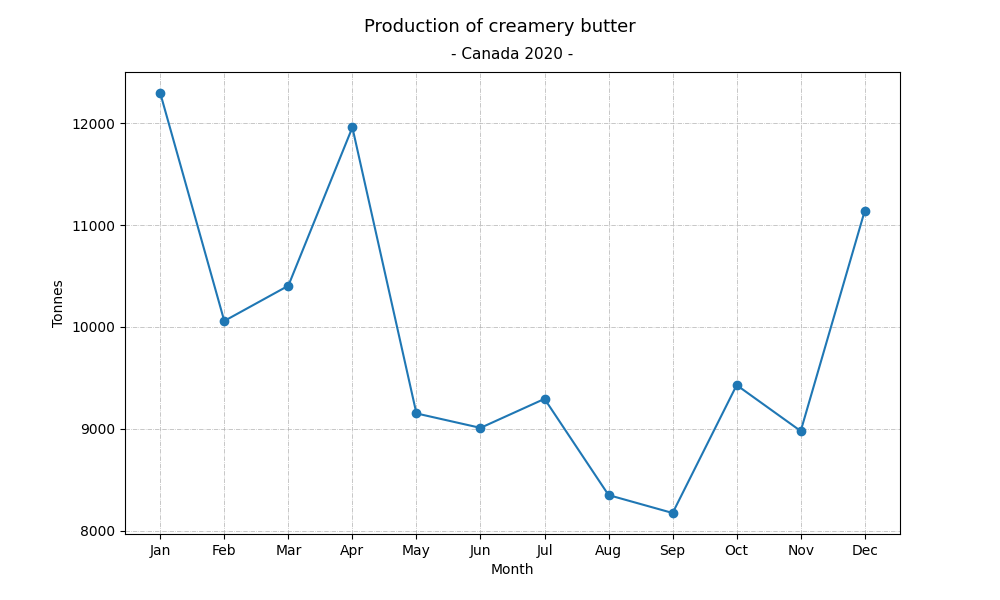 Production of creamery butter
- Canada 2020 -
12000
11000
10000
9000
8000
Tonnes
Jan Feb Mar Apr May Jun Jul Aug Sep Oct Nov Dec
Month